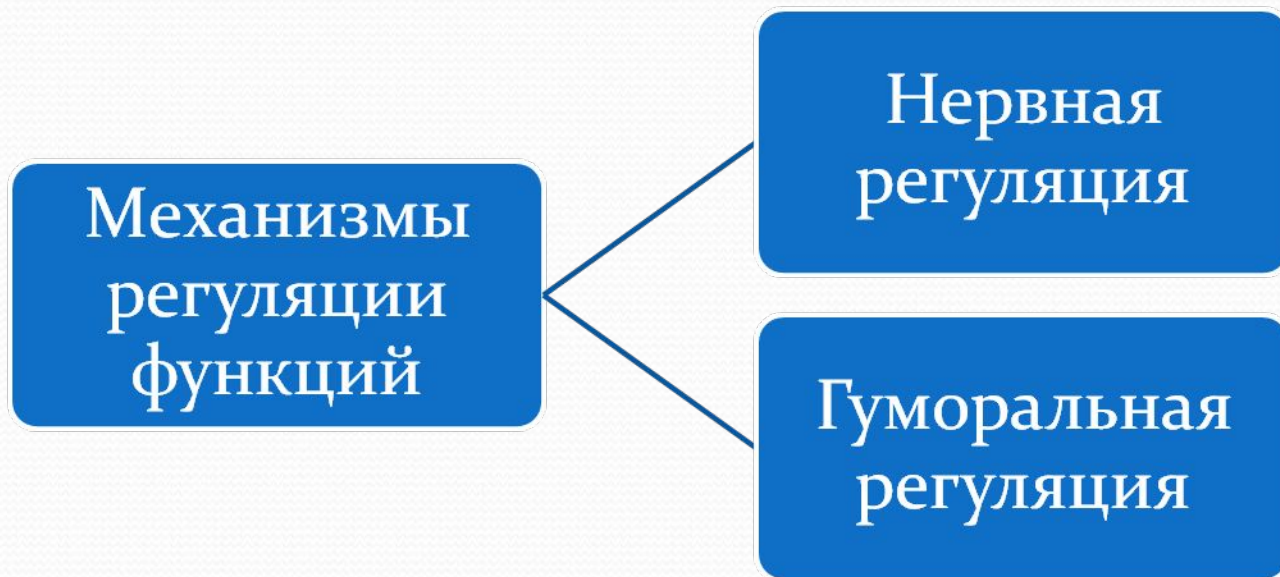 Механизмы
регуляции
функций
Нервная
регуляция
Гуморальная
регуляция